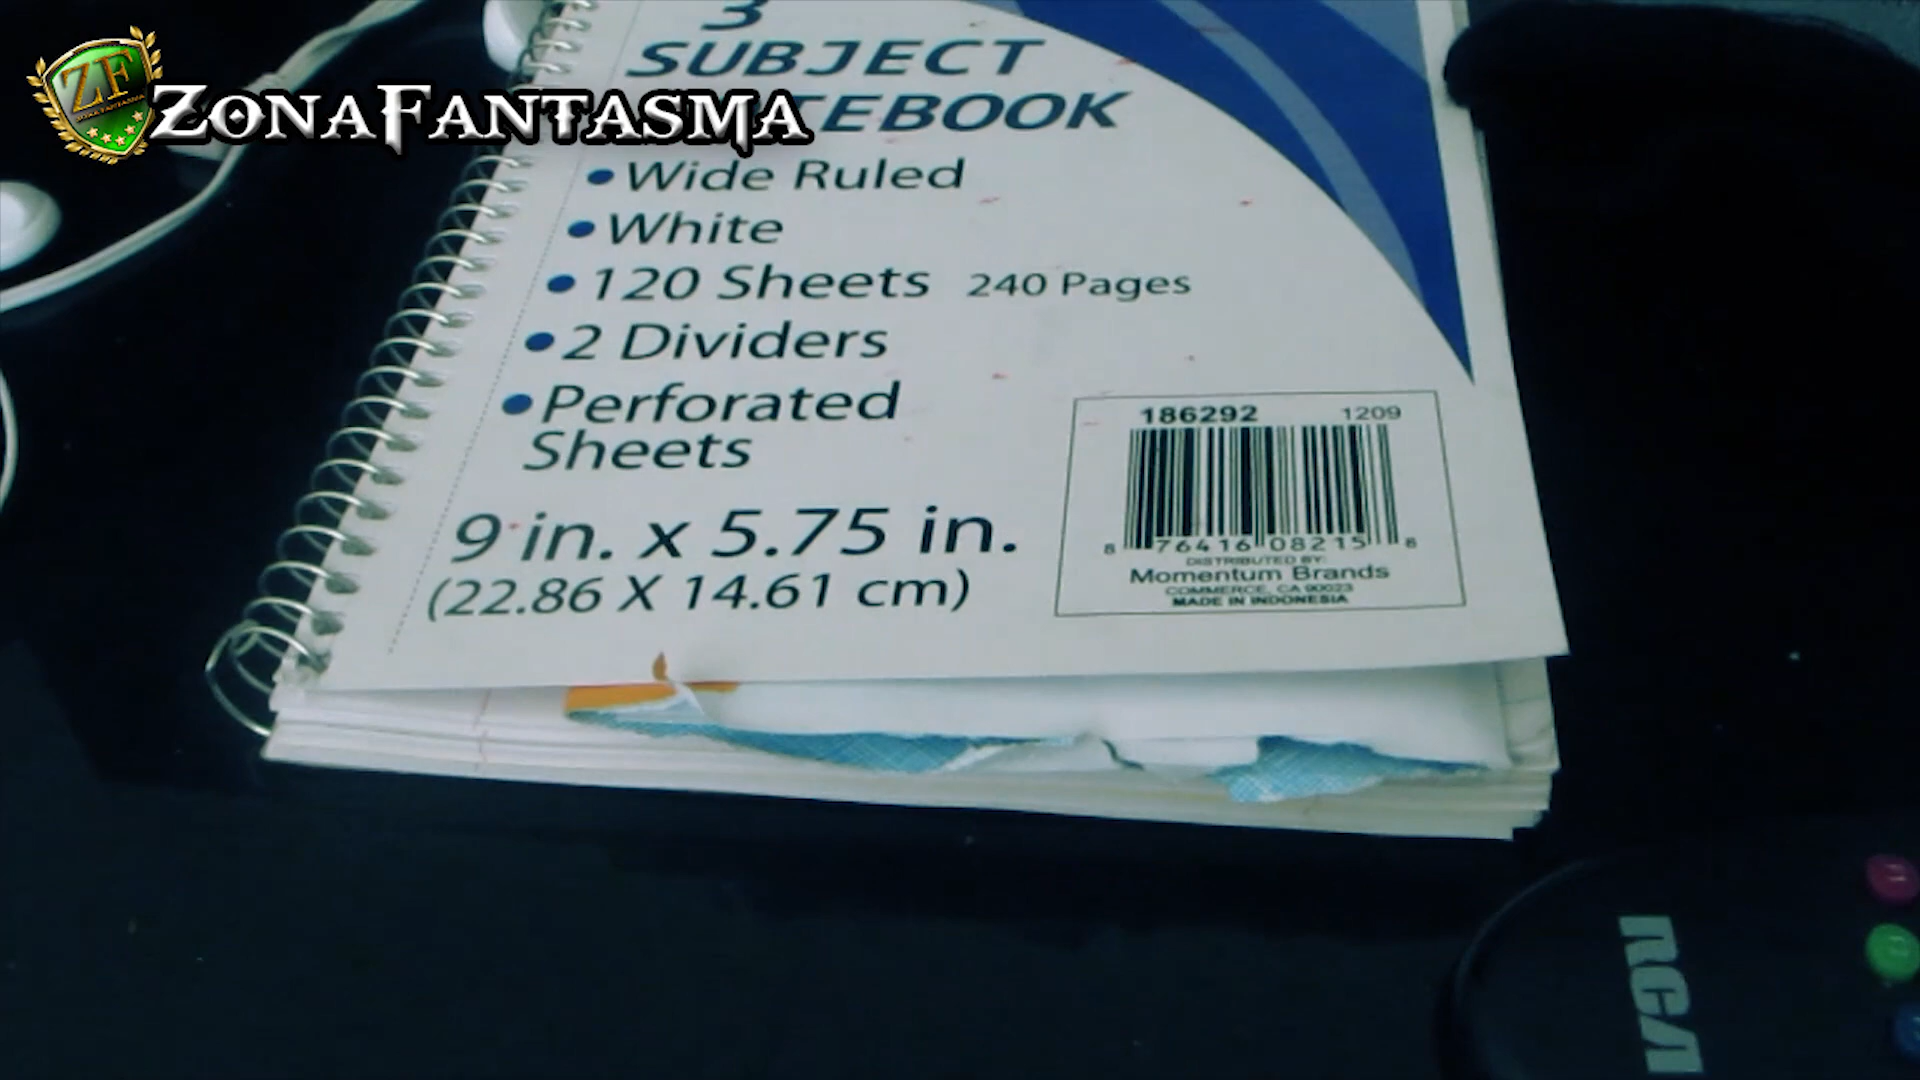 ZF
ZONAFANTASMA
3
SUBJECT
TEBOOK
•Wide Ruled
•White
•120 Sheets 240 Pages
•2 Dividers
•Perforated
Sheets
9 in. x 5.75 in.
(22.86 X 14.61 cm)
186292 1209
8 76416 08215 8
DISTRIBUTED BY:
Momentum Brands
COMMERCE, CA 90023
MADE IN INDONESIA
RCA